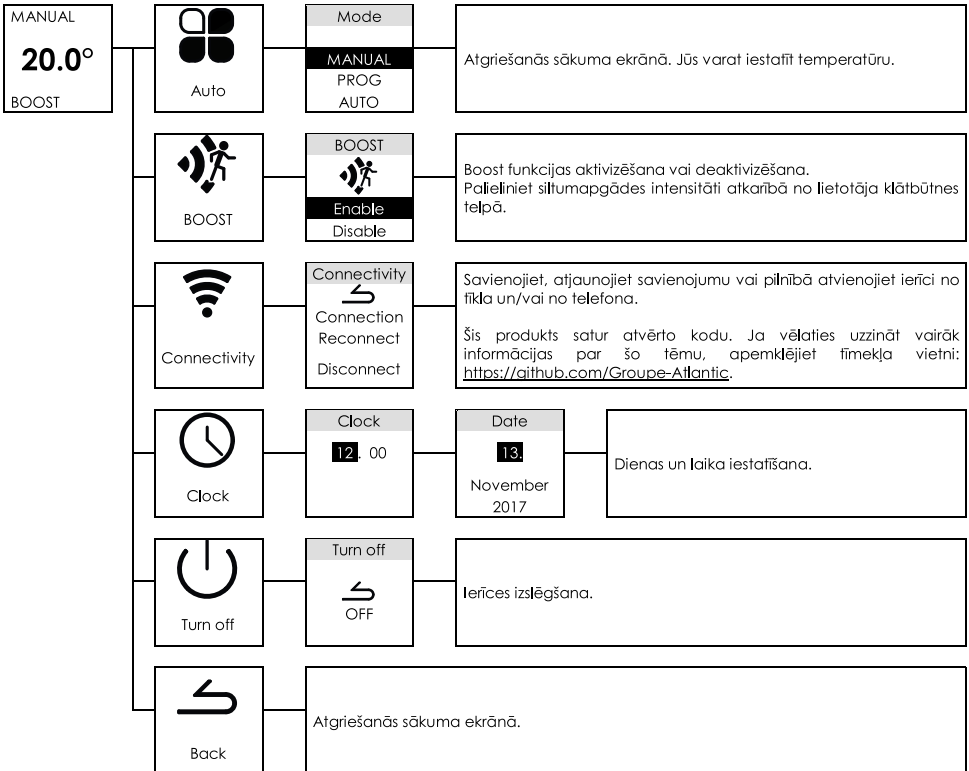 MANUAL
20.0°
BOOST
Auto
Mode
MANUAL
PROG
AUTO
Atgriešanās sākuma ekrānā. Jūs varat iestatīt temperatūru.
BOOST
BOOST
Enable
Disable
Boost funkcijas aktivizēšana vai deaktivizēšana.
Palieliniet siltumapgādes intensitāti atkarībā no lietotāja klātbūtnes
telpā.
Connectivity
Connectivity
Connection
Reconnect
Disconnect
Savienojiet, atjaunojiet savienojumu vai pilnībā atvienojiet ierīci no
tīkla un/vai no telefona.
Šis produkts satur atvērto kodu. Ja vēlaties uzzināt vairāk
informācijas par šo tēmu, apemklējiet tīmekļa vietni:
https://github.com/Groupe-Atlantic.
Clock
Clock
12. 00
Date
13.
November
2017
Dienas un laika iestatīšana.
Turn off
Turn off
OFF
Ierīces izslēgšana.
Back
Atgriešanās sākuma ekrānā.